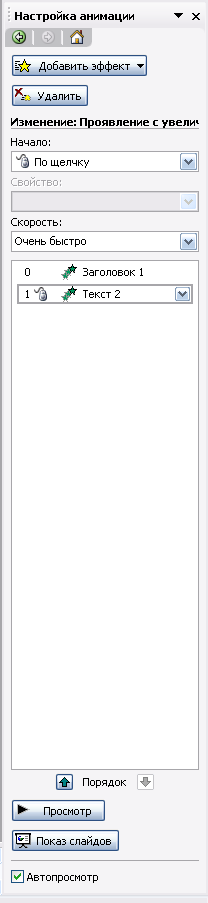 Настройка анимации
Добавить эффект
Удалить
Изменение: Проявление с увелич
Начало:
По щелчку
Свойство:
Скорость:
Очень быстро
0 Заголовок 1
1 Текст 2
Порядок
Просмотр
Показ слайдов
Автопросмотр